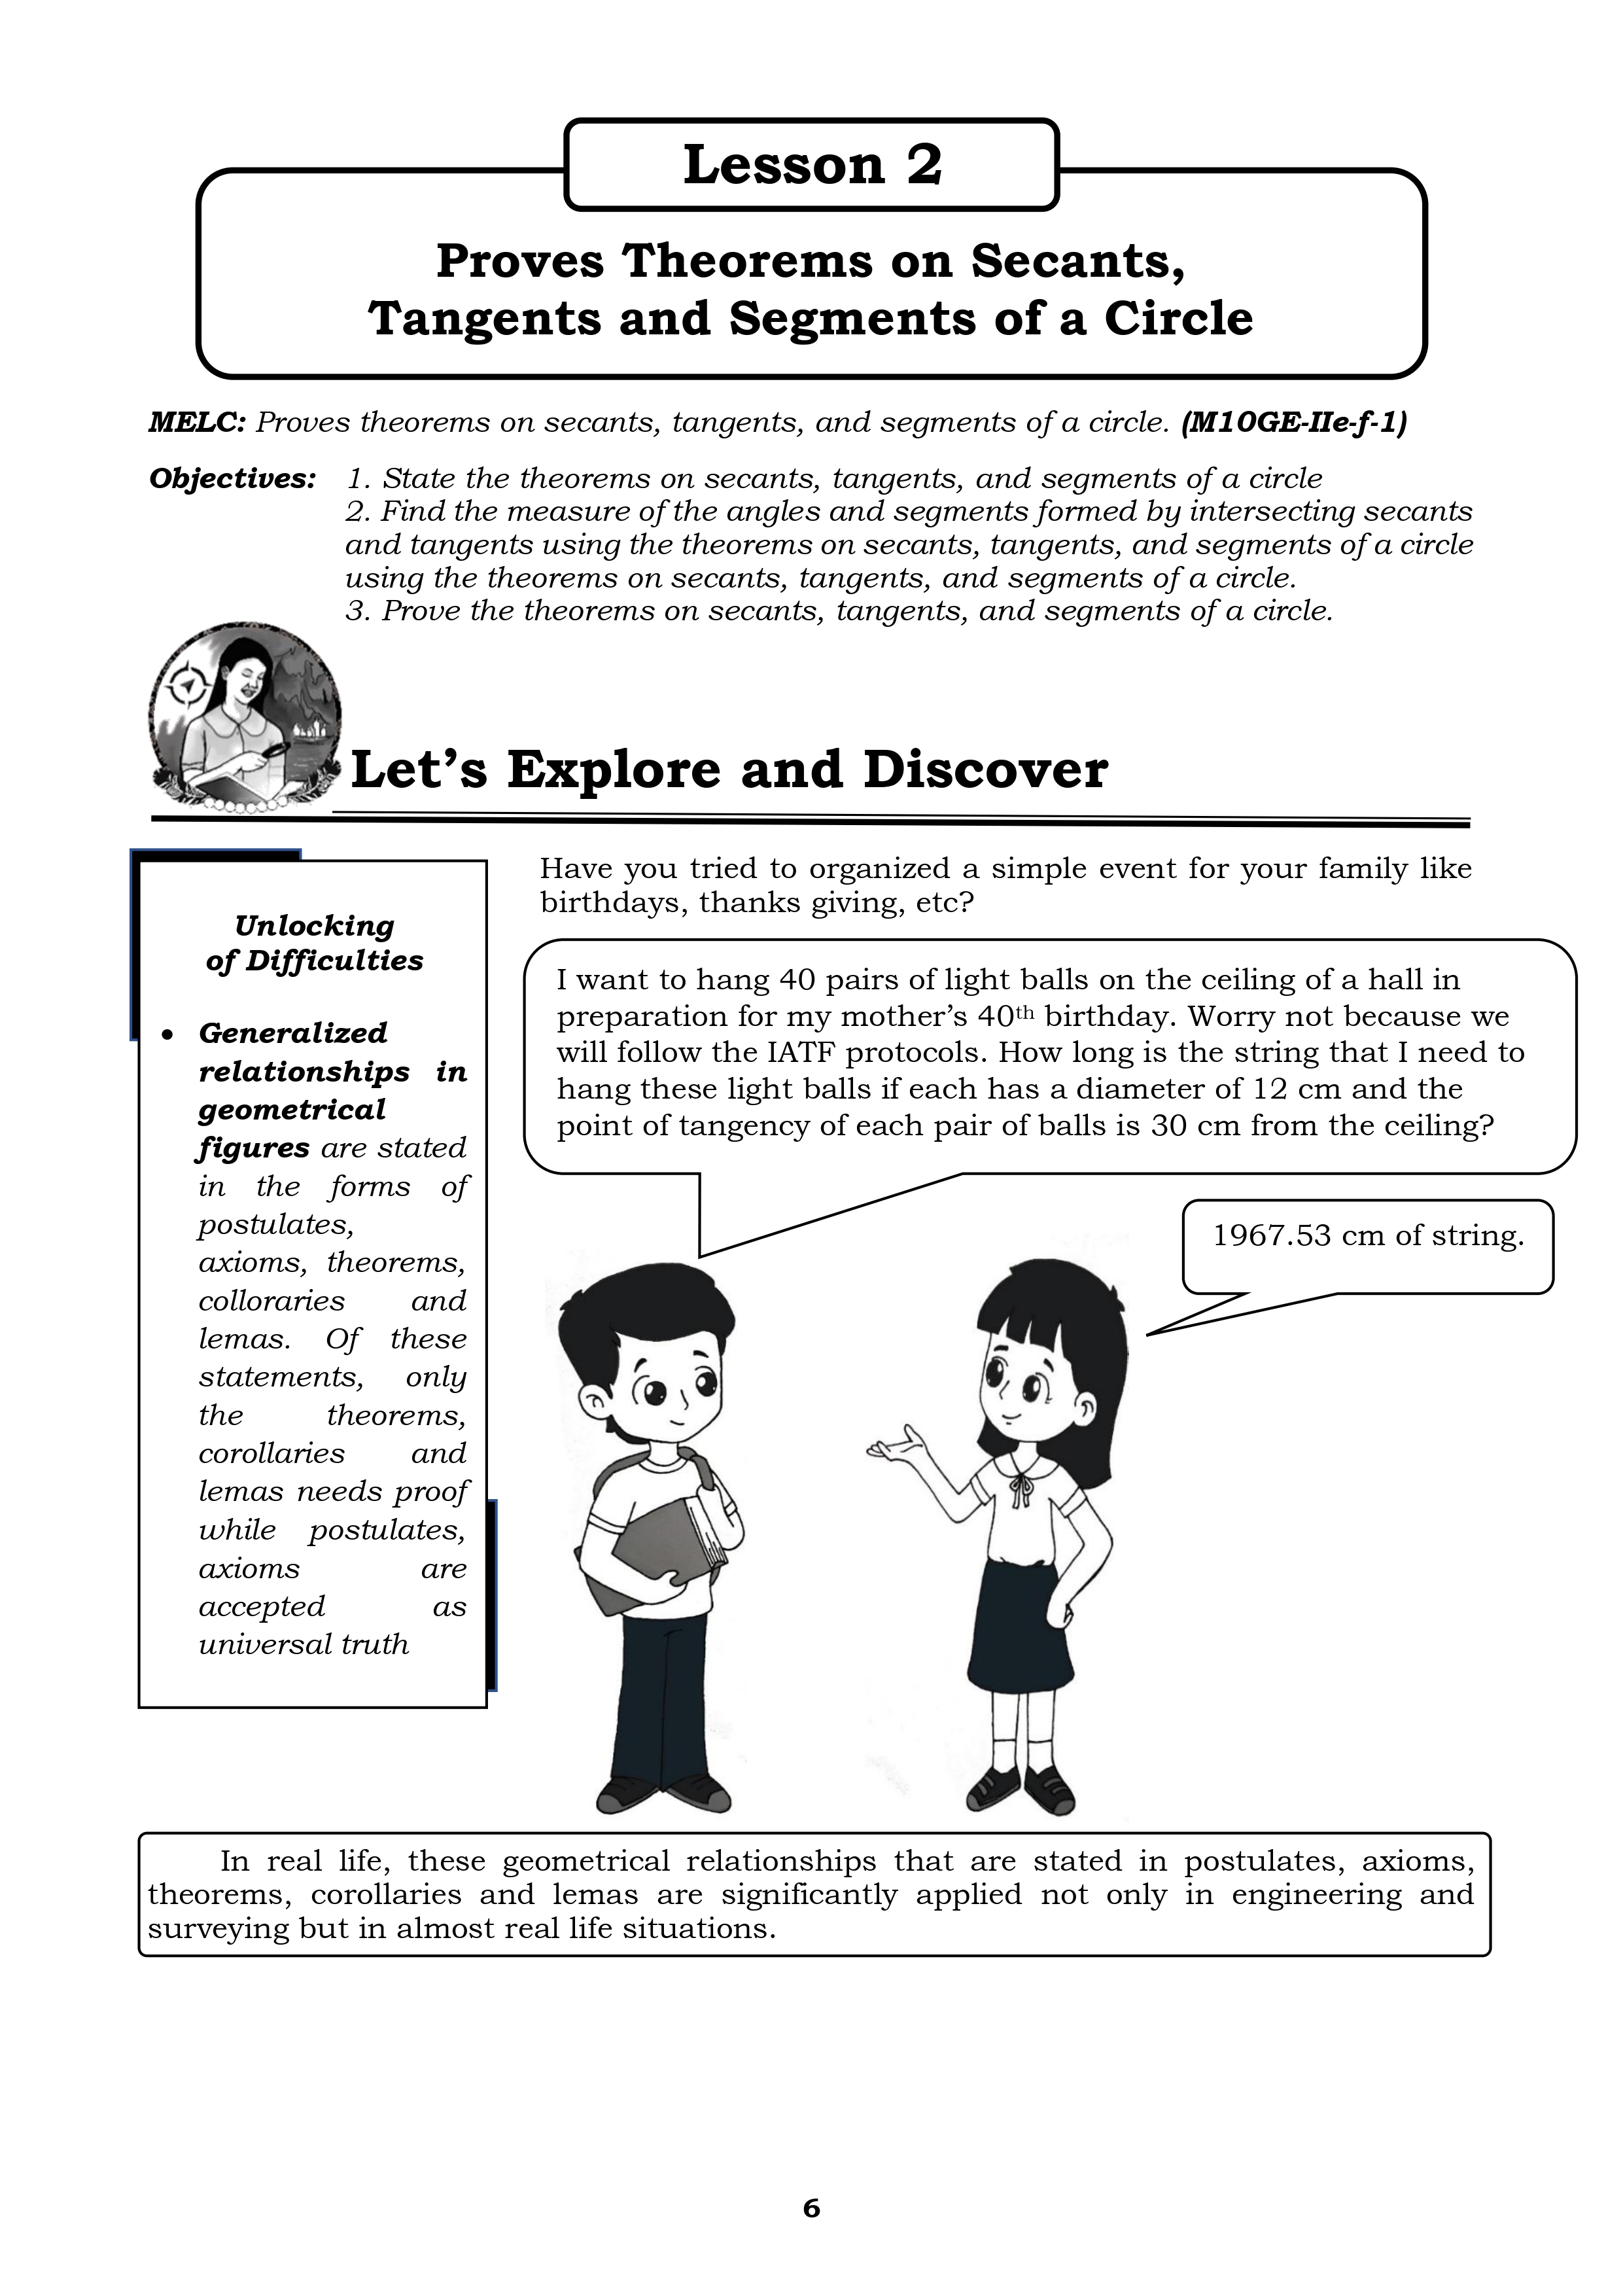 Lesson 2
Proves Theorems on Secants,
Tangents and Segments of a Circle
MELC: Proves theorems on secants, tangents, and segments of a circle. (M10GE-IIe-f-1)
Objectives: 1. State the theorems on secants, tangents, and segments of a circle
2. Find the measure of the angles and segments formed by intersecting secants
and tangents using the theorems on secants, tangents, and segments of a circle
using the theorems on secants, tangents, and segments of a circle.
3. Prove the theorems on secants, tangents, and segments of a circle.
Let's Explore and Discover
Unlocking
of Difficulties
• Generalized
relationships in
geometrical
figures are stated
in the forms of
postulates,
axioms, theorems,
colloraries and
lemas. Of these
statements, only
the theorems,
corollaries and
lemas needs proof
while postulates,
axioms are
accepted as
universal truth
Have you tried to organized a simple event for your family like
birthdays, thanks giving, etc?
I want to hang 40 pairs of light balls on the ceiling of a hall in
preparation for my mother's 40th birthday. Worry not because we
will follow the IATF protocols. How long is the string that I need to
hang these light balls if each has a diameter of 12 cm and the
point of tangency of each pair of balls is 30 cm from the ceiling?
1967.53 cm of string.
In real life, these geometrical relationships that are stated in postulates, axioms,
theorems, corollaries and lemas are significantly applied not only in engineering and
surveying but in almost real life situations.
6